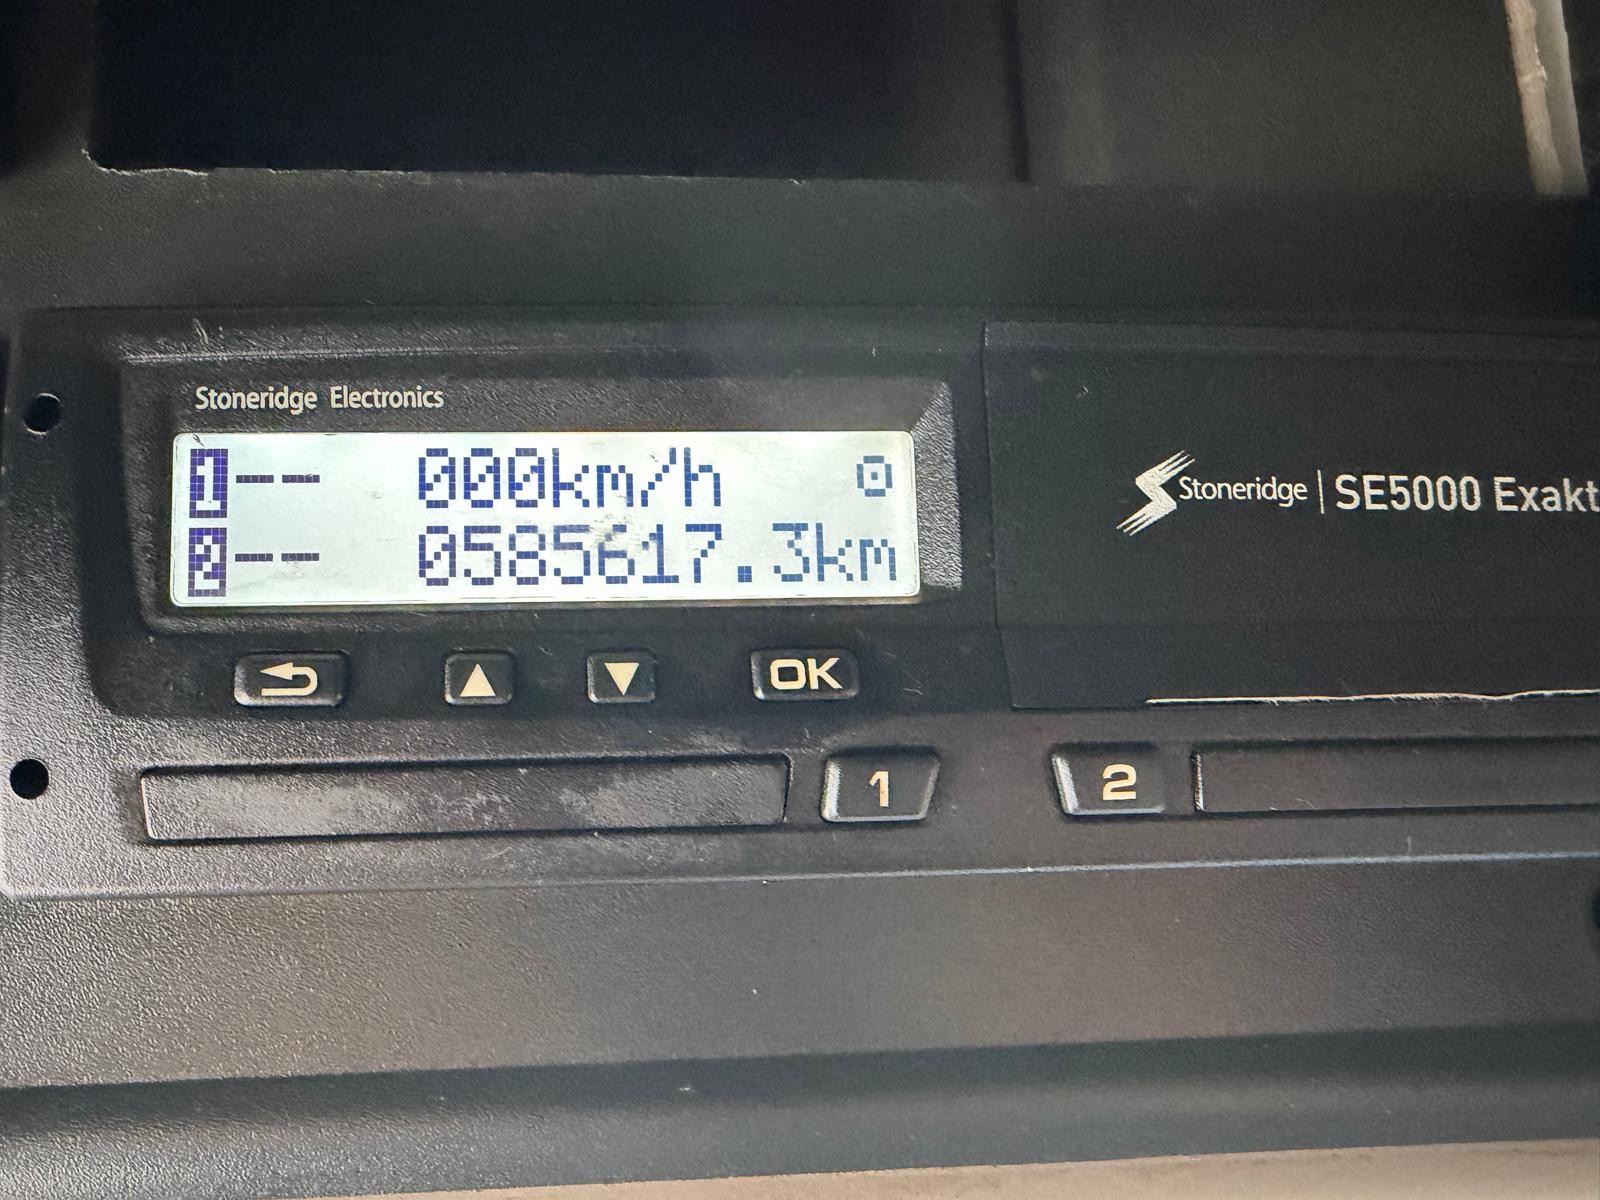 Stoneridge Electronics
1-- 000km/h
2-- 0585617.3km
Stoneridge | SE5000 Exakt
OK
1 2